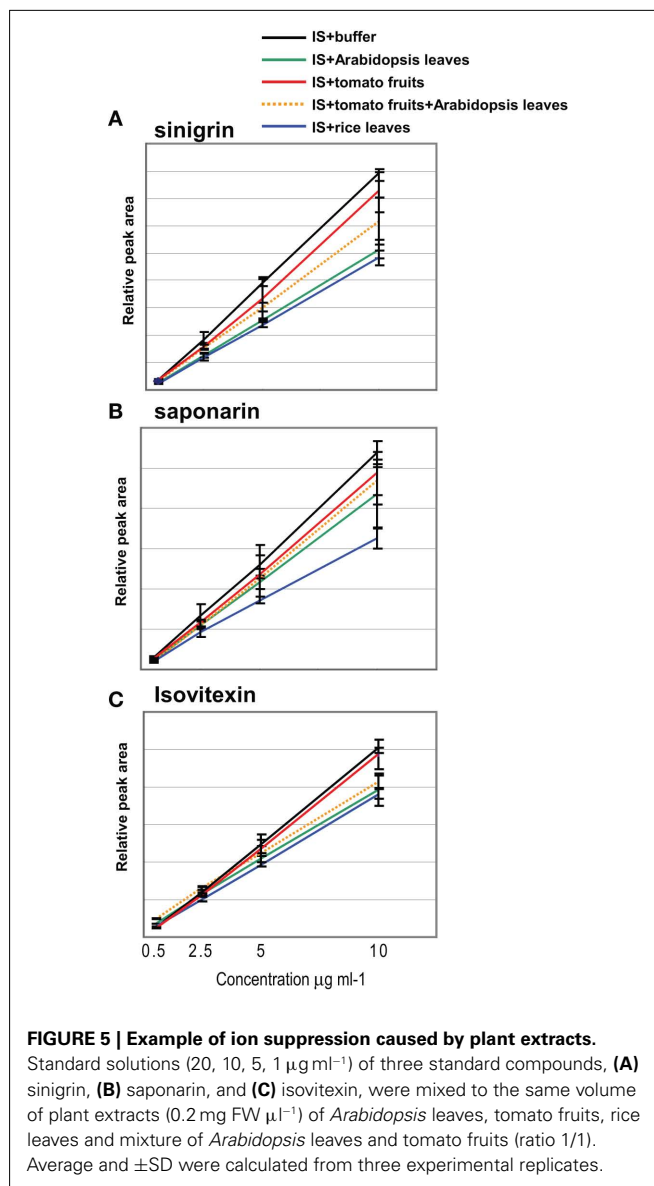 IS+buffer
IS+Arabidopsis leaves
IS+tomato fruits
IS+tomato fruits+Arabidopsis leaves
IS+rice leaves
A sinigrin
Relative peak area
B saponarin
Relative peak area
C Isovitexin
Relative peak area
0.5 2.5 5 10
Concentration µg ml-1
FIGURE 5 | Example of ion suppression caused by plant extracts.
Standard solutions (20, 10, 5, 1 µg ml⁻¹) of three standard compounds, (A)
sinigrin, (B) saponarin, and (C) isovitexin, were mixed to the same volume
of plant extracts (0.2 mg FW µl⁻¹) of Arabidopsis leaves, tomato fruits, rice
leaves and mixture of Arabidopsis leaves and tomato fruits (ratio 1/1).
Average and ±SD were calculated from three experimental replicates.